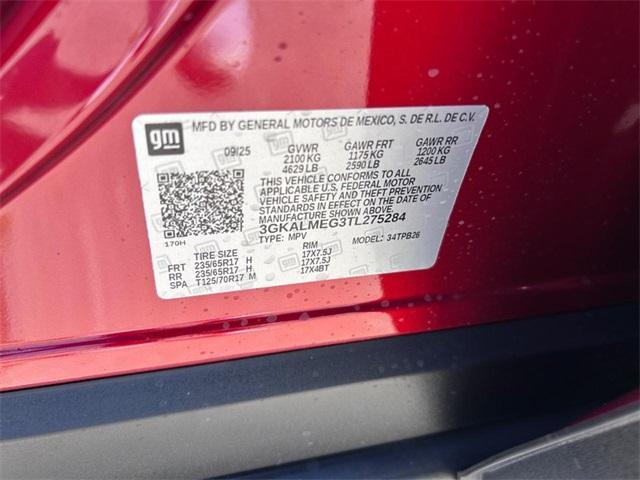 gm
MFD BY GENERAL MOTORS DE MEXICO, S. DE R.L. DE C.V.
09/25 GVWR GAWR FRT GAWR RR
2100 KG 1175 KG 1200 KG
4629 LB 2590 LB 2645 LB
THIS VEHICLE CONFORMS TO ALL
APPLICABLE U.S. FEDERAL MOTOR
VEHICLE SAFETY AND THEFT PREVENTION
STANDARDS IN EFFECT ON THE DATE OF
MANUFACTURE SHOWN ABOVE.
3GKALMEG3TL275284
170H TYPE: MPV MODEL: 34TPB26
TIRE SIZE RIM
FRT 235/65R17 H 17X7.5J
RR 235/65R17 H 17X7.5J
SPA T125/70R17 M 17X4BT